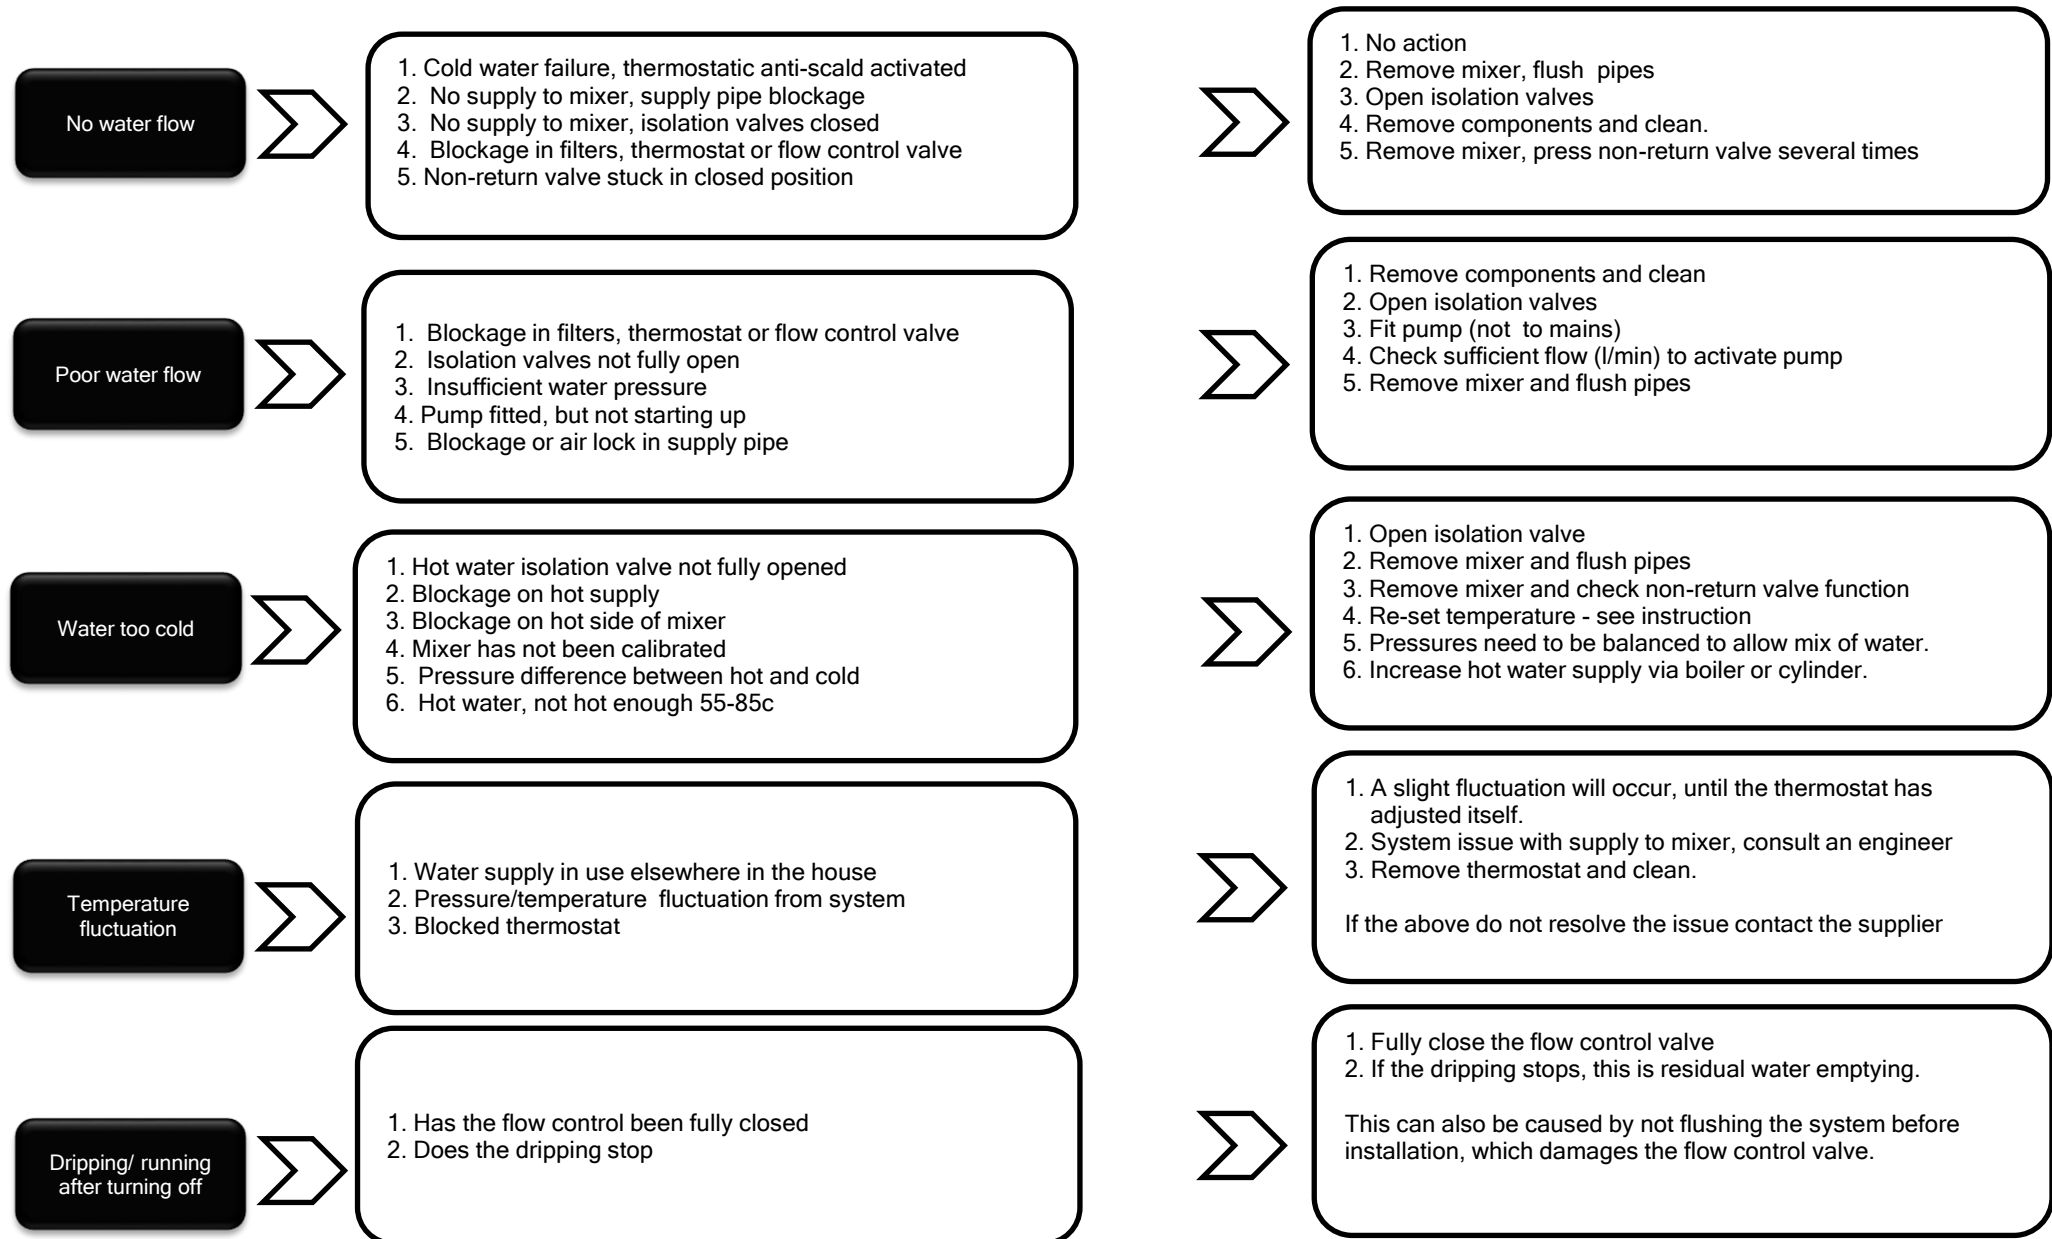 No water flow
1. Cold water failure, thermostatic anti-scald activated
2. No supply to mixer, supply pipe blockage
3. No supply to mixer, isolation valves closed
4. Blockage in filters, thermostat or flow control valve
5. Non-return valve stuck in closed position
1. No action
2. Remove mixer, flush pipes
3. Open isolation valves
4. Remove components and clean.
5. Remove mixer, press non-return valve several times
Poor water flow
1. Blockage in filters, thermostat or flow control valve
2. Isolation valves not fully open
3. Insufficient water pressure
4. Pump fitted, but not starting up
5. Blockage or air lock in supply pipe
1. Remove components and clean
2. Open isolation valves
3. Fit pump (not to mains)
4. Check sufficient flow (l/min) to activate pump
5. Remove mixer and flush pipes
Water too cold
1. Hot water isolation valve not fully opened
2. Blockage on hot supply
3. Blockage on hot side of mixer
4. Mixer has not been calibrated
5. Pressure difference between hot and cold
6. Hot water, not hot enough 55-85c
1. Open isolation valve
2. Remove mixer and flush pipes
3. Remove mixer and check non-return valve function
4. Re-set temperature - see instruction
5. Pressures need to be balanced to allow mix of water.
6. Increase hot water supply via boiler or cylinder.
Temperature
fluctuation
1. Water supply in use elsewhere in the house
2. Pressure/temperature fluctuation from system
3. Blocked thermostat
1. A slight fluctuation will occur, until the thermostat has
adjusted itself.
2. System issue with supply to mixer, consult an engineer
3. Remove thermostat and clean.
If the above do not resolve the issue contact the supplier
Dripping/ running
after turning off
1. Has the flow control been fully closed
2. Does the dripping stop
1. Fully close the flow control valve
2. If the dripping stops, this is residual water emptying.
This can also be caused by not flushing the system before
installation, which damages the flow control valve.